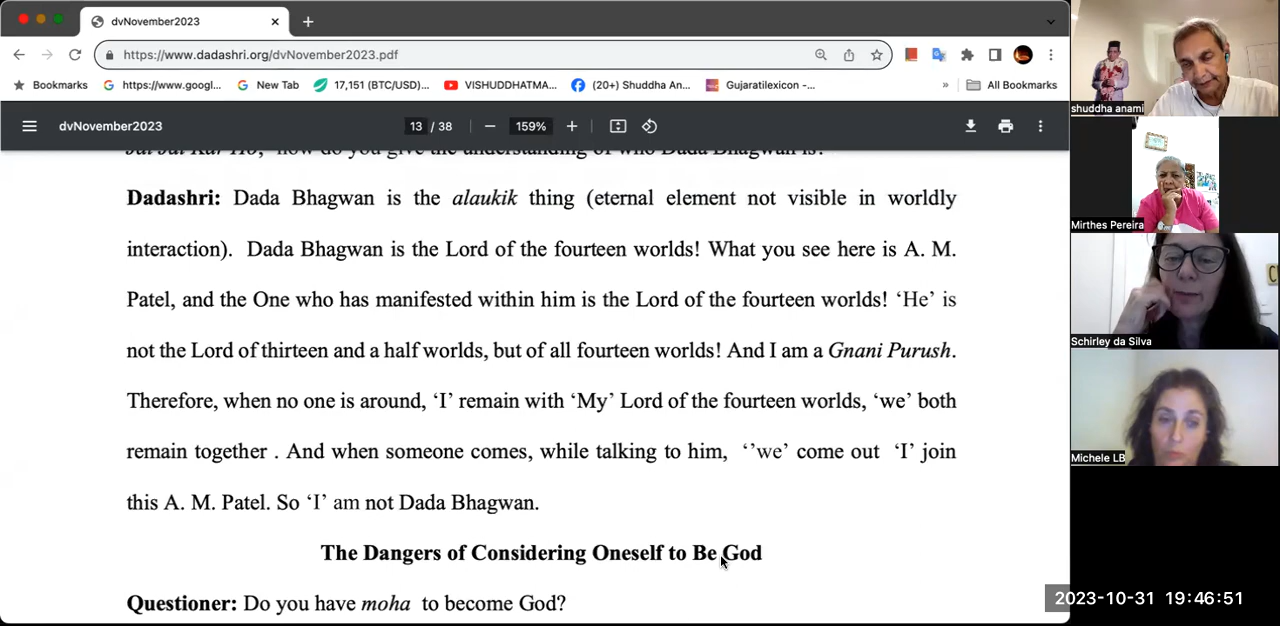 dvNovember2023
https://www.dadashri.org/dvNovember2023.pdf
Bookmarks https://www.googl... New Tab 17,151 (BTC/USD)... VISHUDDHATMA... (20+) Shuddha An... Gujaratilexicon -... » All Bookmarks
dvNovember2023 13 / 38 159%
Dadashri: Dada Bhagwan is the alaukik thing (eternal element not visible in worldly
interaction). Dada Bhagwan is the Lord of the fourteen worlds! What you see here is A. M.
Patel, and the One who has manifested within him is the Lord of the fourteen worlds! ‘He’ is
not the Lord of thirteen and a half worlds, but of all fourteen worlds! And I am a Gnani Purush.
Therefore, when no one is around, ‘I’ remain with ‘My’ Lord of the fourteen worlds, ‘we’ both
remain together . And when someone comes, while talking to him, ‘’we’ come out ‘I’ join
this A. M. Patel. So ‘I’ am not Dada Bhagwan.
The Dangers of Considering Oneself to Be God
Questioner: Do you have moha to become God?
shuddha anami
Mirthes Pereira
Schirley da Silva
Michele LB
2023-10-31 19:46:51